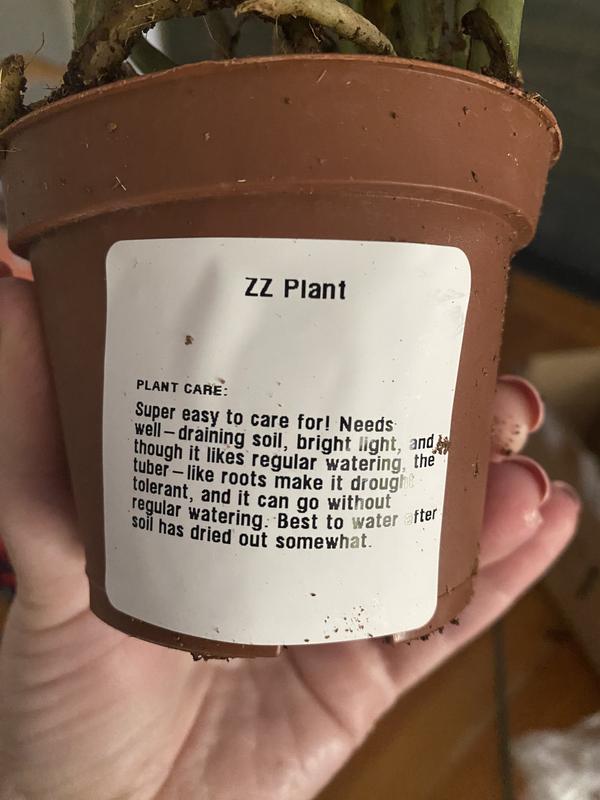 ZZ Plant
PLANT CARE:
Super easy to care for! Needs
well-draining soil, bright light, and
though it likes regular watering, the
tuber-like roots make it drought
tolerant, and it can go without
regular watering. Best to water after
soil has dried out somewhat.